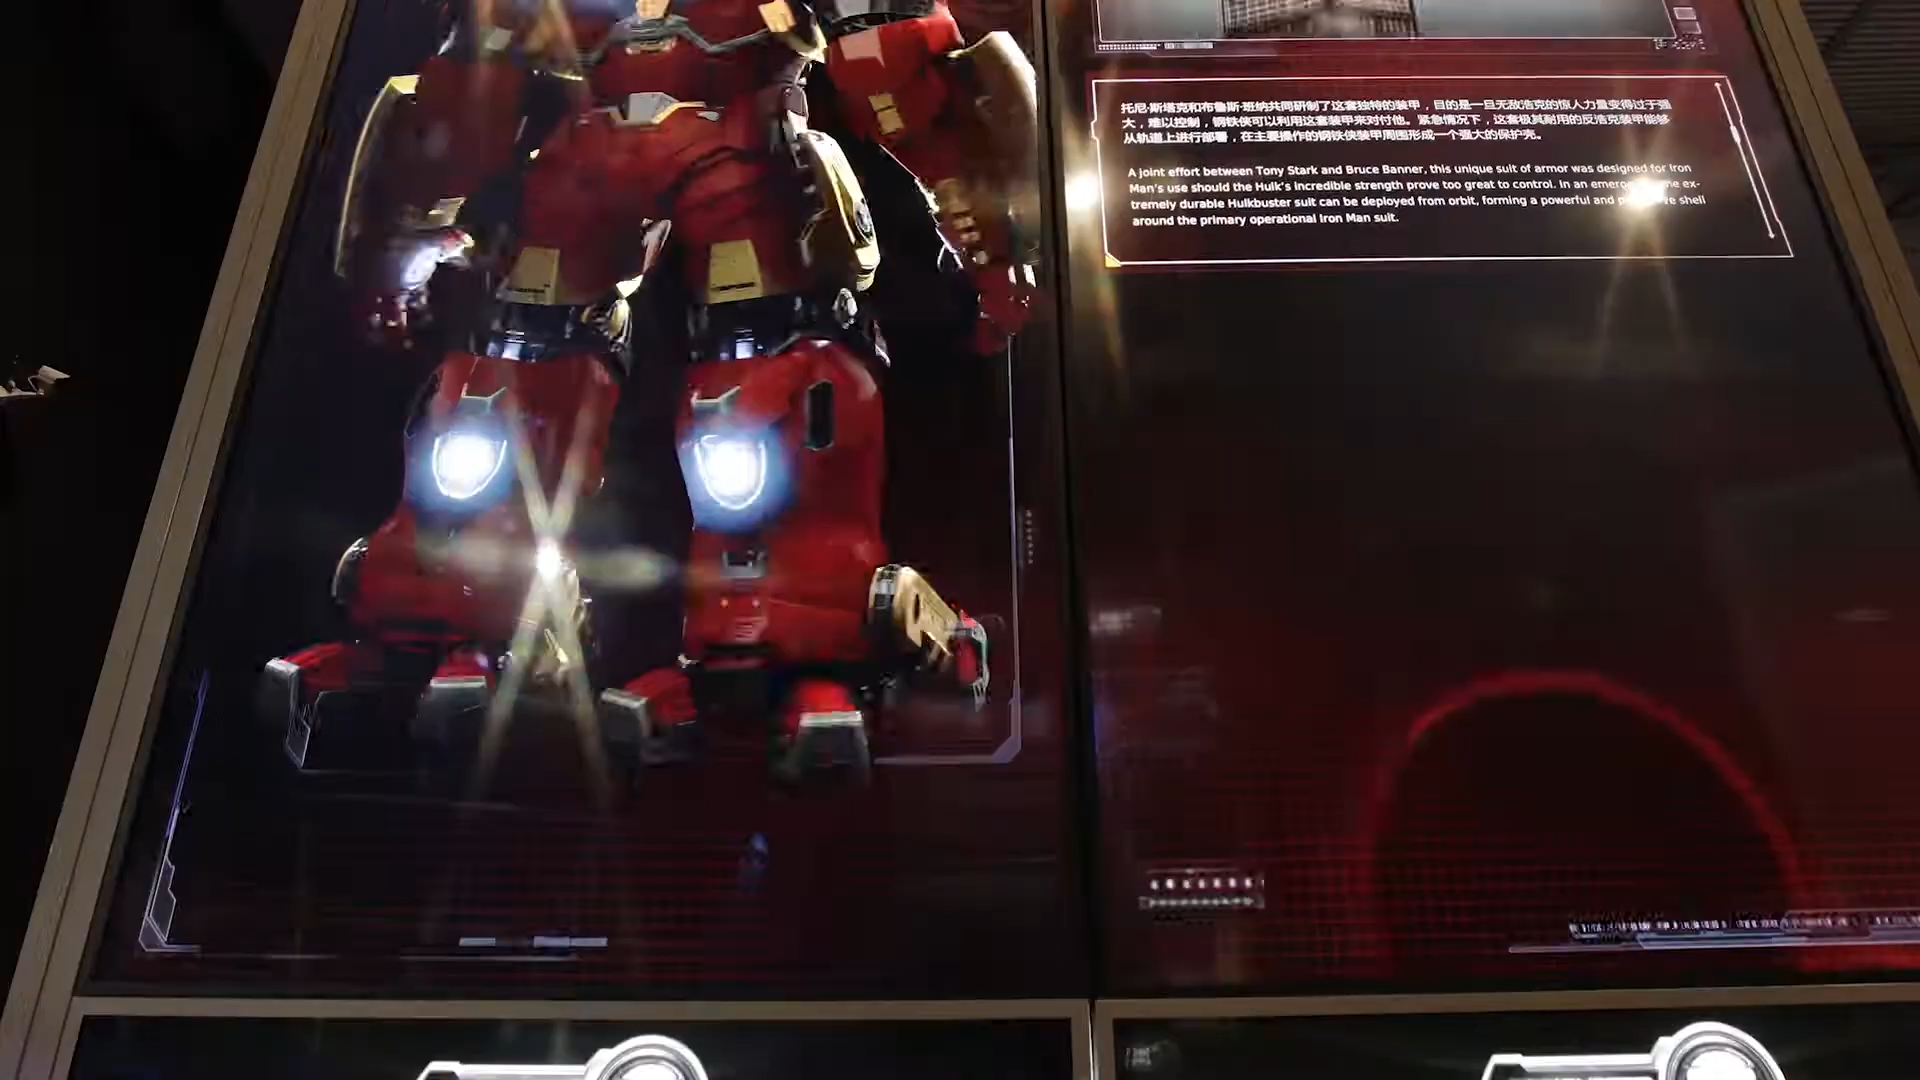 托尼·斯塔克和布鲁斯·班纳共同研制了这套独特的装甲，目的是一旦无敌浩克的惊人力量变得过于强
大，难以控制，钢铁侠可以利用这套装甲来对付他。紧急情况下，这套极其耐用的反浩克装甲能够
从轨道上进行部署，在主要操作的钢铁侠装甲周围形成一个强大的保护壳。
A joint effort between Tony Stark and Bruce Banner, this unique suit of armor was designed for Iron
Man's use should the Hulk's incredible strength prove too great to control. In an the ex-
tremely durable Hulkbuster suit can be deployed from orbit, forming a powerful and shell
around the primary operational Iron Man suit.